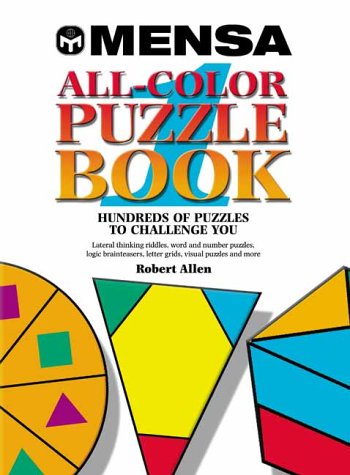 MENSA
ALL-COLOR
PUZZLE
BOOK
1
HUNDREDS OF PUZZLES
TO CHALLENGE YOU
Lateral thinking riddles, word and number puzzles,
logic brainteasers, letter grids, visual puzzles and more
Robert Allen